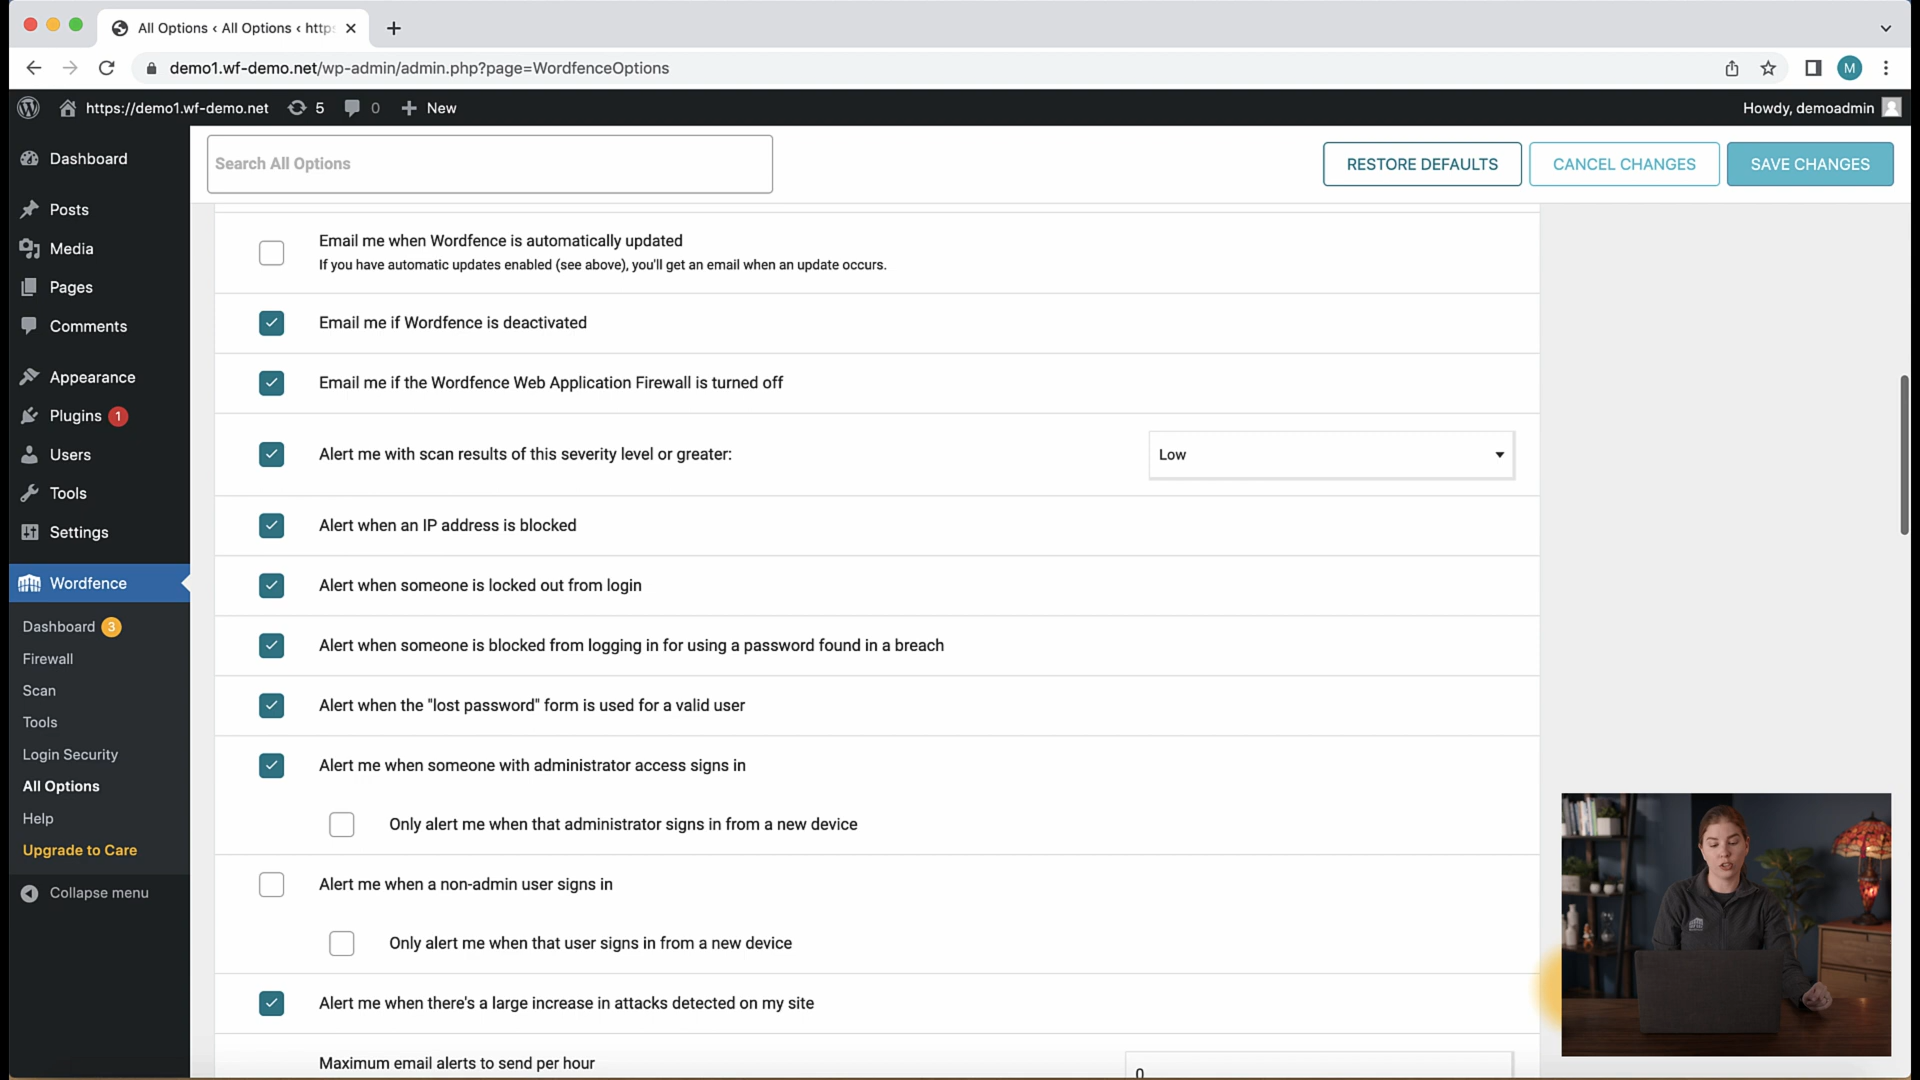 All Options ‹ All Options ‹ http
demo1.wf-demo.net/wp-admin/admin.php?page=WordfenceOptions
M
https://demo1.wf-demo.net
5
0
New
Howdy, demoadmin
Dashboard
Posts
Media
Pages
Comments
Appearance
Plugins 1
Users
Tools
Settings
Wordfence
Dashboard 3
Firewall
Scan
Tools
Login Security
All Options
Help
Upgrade to Care
Collapse menu
Search All Options
RESTORE DEFAULTS
CANCEL CHANGES
SAVE CHANGES
Email me when Wordfence is automatically updated
If you have automatic updates enabled (see above), you'll get an email when an update occurs.
Email me if Wordfence is deactivated
Email me if the Wordfence Web Application Firewall is turned off
Alert me with scan results of this severity level or greater:
Low
Alert when an IP address is blocked
Alert when someone is locked out from login
Alert when someone is blocked from logging in for using a password found in a breach
Alert when the "lost password" form is used for a valid user
Alert me when someone with administrator access signs in
Only alert me when that administrator signs in from a new device
Alert me when a non-admin user signs in
Only alert me when that user signs in from a new device
Alert me when there's a large increase in attacks detected on my site
Maximum email alerts to send per hour
0